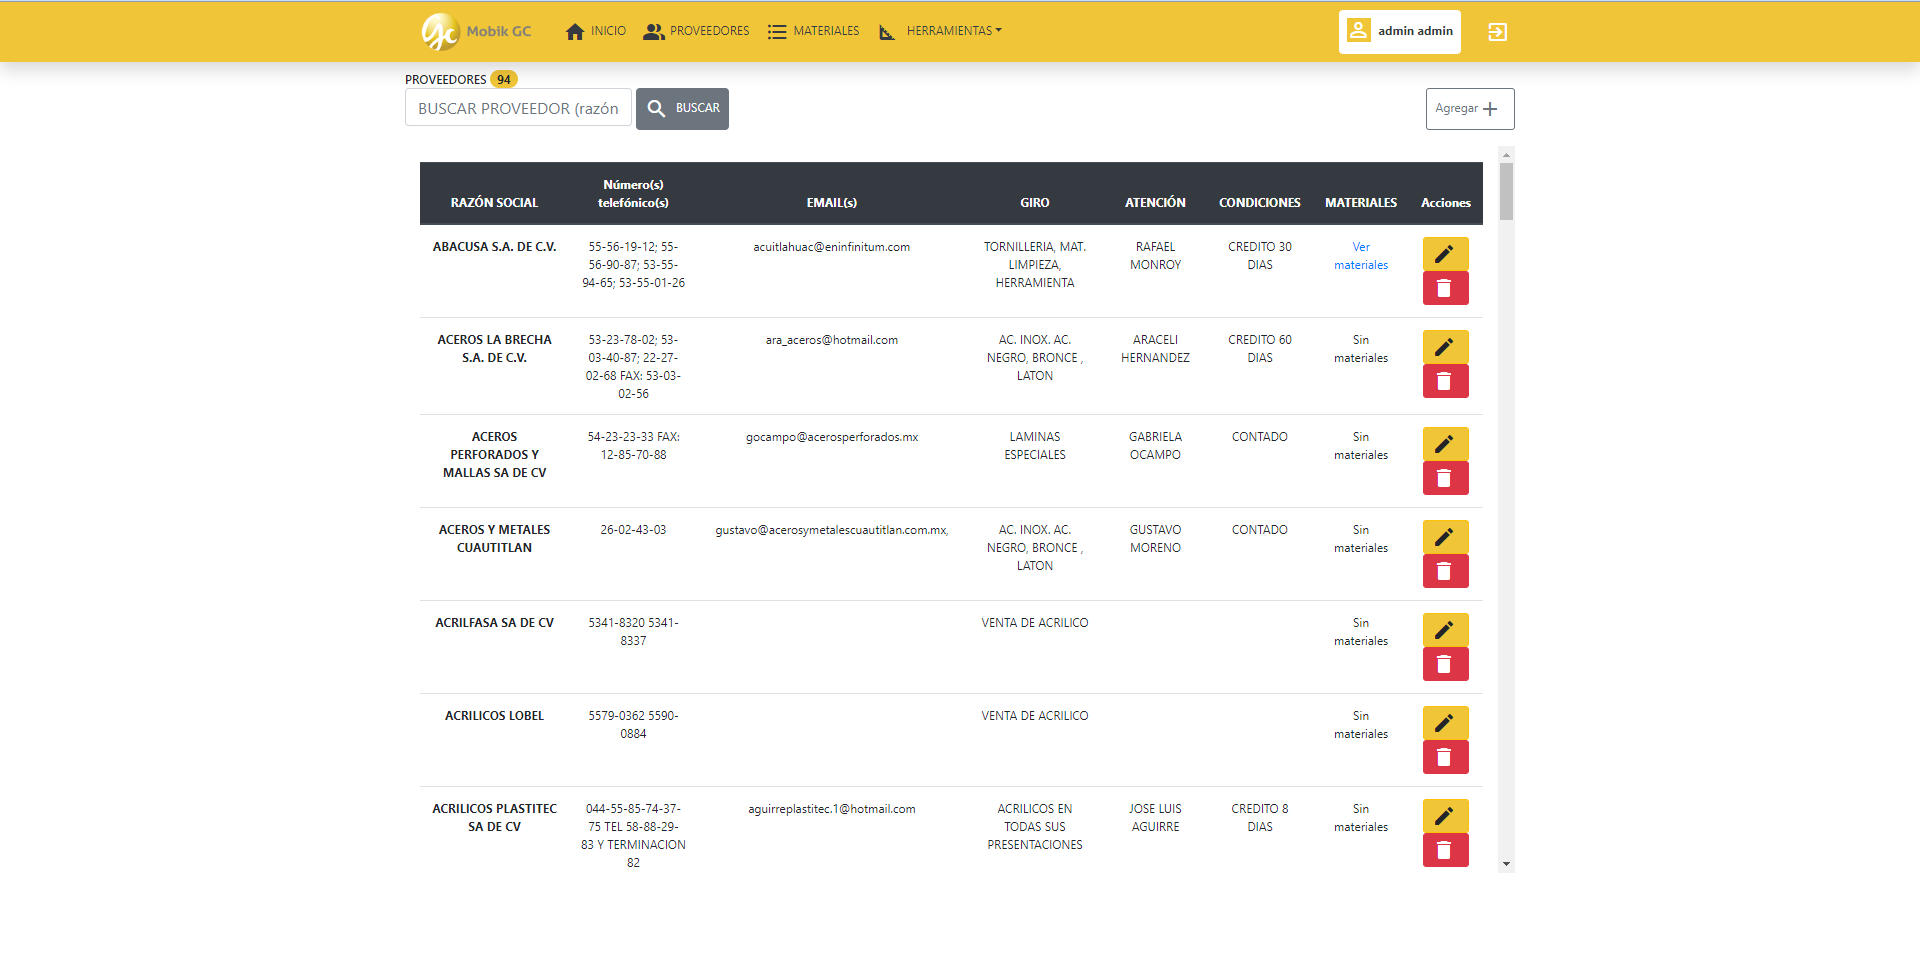 Mobik GC INICIO PROVEEDORES MATERIALES HERRAMIENTAS admin admin
PROVEEDORES 94
BUSCAR PROVEEDOR (razón BUSCAR Agregar
RAZÓN SOCIAL Número(s) telefónico(s) EMAIL(s) GIRO ATENCIÓN CONDICIONES MATERIALES Acciones
ABACUSA S.A. DE C.V.
55-56-19-12; 55-
56-90-87; 53-55-
94-65; 53-55-01-26
acuitlahuac@eninfinitum.com
TORNILLERIA, MAT.
LIMPIEZA,
HERRAMIENTA
RAFAEL
MONROY
CREDITO 30
DIAS
Ver
materiales
ACEROS LA BRECHA
S.A. DE C.V.
53-23-78-02; 53-
03-40-87; 22-27-
02-68 FAX: 53-03-
02-56
ara_aceros@hotmail.com
AC. INOX. AC.
NEGRO, BRONCE ,
LATON
ARACELI
HERNANDEZ
CREDITO 60
DIAS
Sin
materiales
ACEROS
PERFORADOS Y
MALLAS SA DE CV
54-23-23-33 FAX:
12-85-70-88
gocampo@acerosperforados.mx
LAMINAS
ESPECIALES
GABRIELA
OCAMPO
CONTADO
Sin
materiales
ACEROS Y METALES
CUAUTITLAN
26-02-43-03
gustavo@acerosymetalescuautitlan.com.mx,
AC. INOX. AC.
NEGRO, BRONCE ,
LATON
GUSTAVO
MORENO
CONTADO
Sin
materiales
ACRILFASA SA DE CV
5341-8320 5341-
8337
VENTA DE ACRILICO
Sin
materiales
ACRILICOS LOBEL
5579-0362 5590-
0884
VENTA DE ACRILICO
Sin
materiales
ACRILICOS PLASTITEC
SA DE CV
044-55-85-74-37-
75 TEL 58-88-29-
83 Y TERMINACION
82
aguirreplastitec.1@hotmail.com
ACRILICOS EN
TODAS SUS
PRESENTACIONES
JOSE LUIS
AGUIRRE
CREDITO 8
DIAS
Sin
materiales